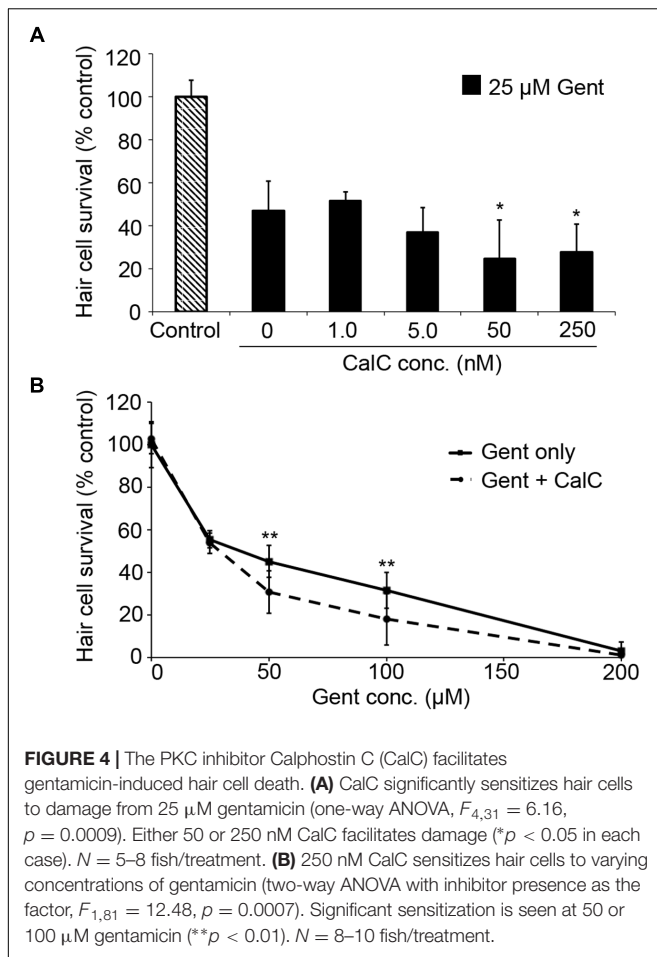 A
Hair cell survival (% control)
120
100
80
60
40
20
0
25 µM Gent
* *
Control 0 1.0 5.0 50 250
CalC conc. (nM)
B
Hair cell survival (% control)
120
100
80
60
40
20
0
Gent only
Gent + CalC
** **
0 50 100 150 200
Gent conc. (µM)
FIGURE 4 | The PKC inhibitor Calphostin C (CalC) facilitates
gentamicin-induced hair cell death. (A) CalC significantly sensitizes hair cells
to damage from 25 µM gentamicin (one-way ANOVA, F4,31 = 6.16,
p = 0.0009). Either 50 or 250 nM CalC facilitates damage (*p < 0.05 in each
case). N = 5–8 fish/treatment. (B) 250 nM CalC sensitizes hair cells to varying
concentrations of gentamicin (two-way ANOVA with inhibitor presence as the
factor, F1,81 = 12.48, p = 0.0007). Significant sensitization is seen at 50 or
100 µM gentamicin (**p < 0.01). N = 8–10 fish/treatment.